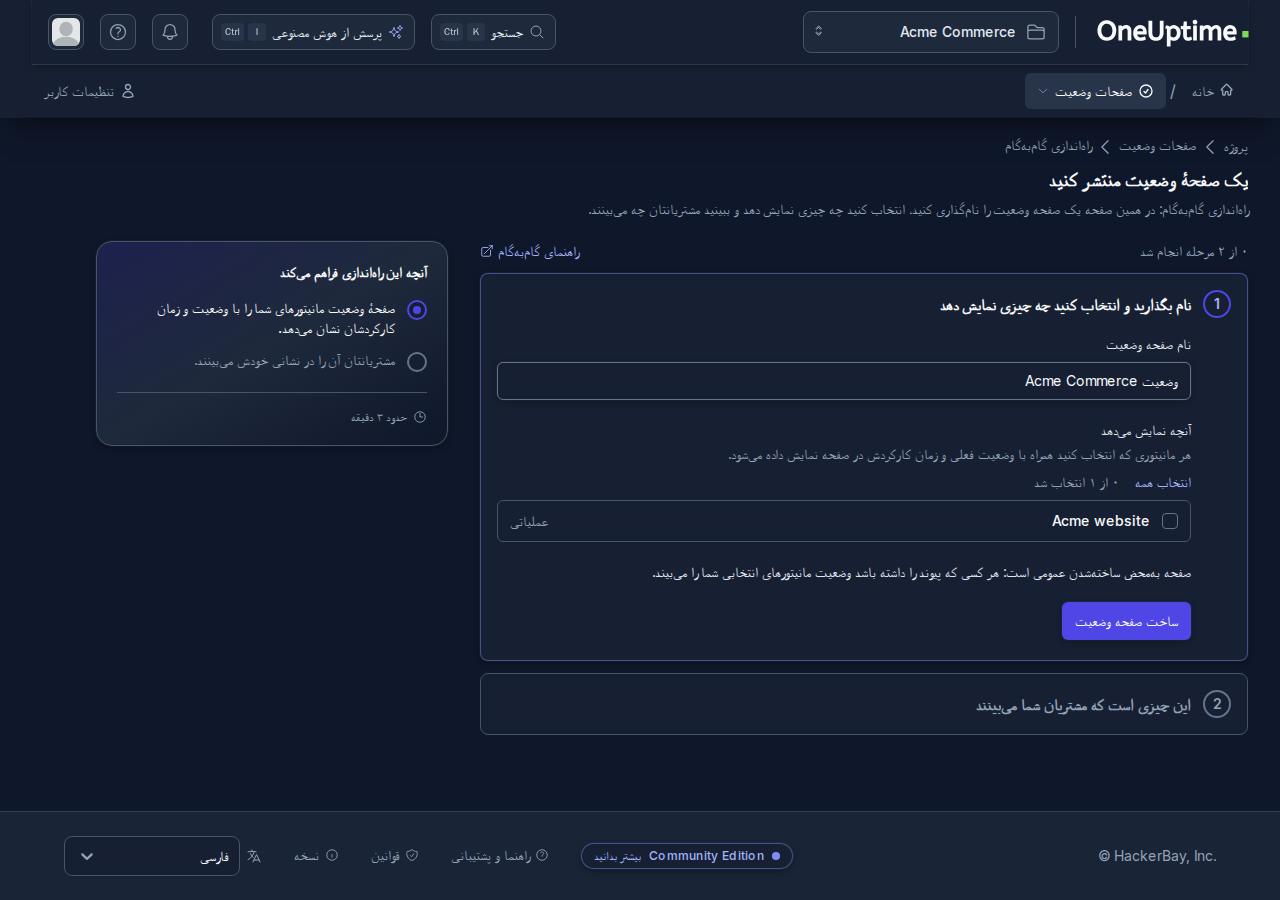 OneUptime
Acme Commerce
جستجو Ctrl K
پرسش از هوش مصنوعی Ctrl I
خانه / صفحات وضعیت
تنظیمات کاربر
پروژه صفحات وضعیت راه‌اندازی گام‌به‌گام
یک صفحهٔ وضعیت منتشر کنید
راه‌اندازی گام‌به‌گام: در همین صفحه یک صفحه وضعیت را نام‌گذاری کنید، انتخاب کنید چه چیزی نمایش دهد و ببینید مشتریانتان چه می‌بینند.
۰ از ۲ مرحله انجام شد
راهنمای گام‌به‌گام
1 نام بگذارید و انتخاب کنید چه چیزی نمایش دهد
نام صفحه وضعیت
وضعیت Acme Commerce
آنچه نمایش می‌دهد
هر مانیتوری که انتخاب کنید همراه با وضعیت فعلی و زمان کارکردش در صفحه نمایش داده می‌شود.
انتخاب همه ۰ از ۱ انتخاب شد
Acme website عملیاتی
صفحه به‌محض ساخته‌شدن عمومی است: هر کسی که پیوند را داشته باشد وضعیت مانیتورهای انتخابی شما را می‌بیند.
ساخت صفحه وضعیت
2 این چیزی است که مشتریان شما می‌بینند
آنچه این راه‌اندازی فراهم می‌کند
صفحهٔ وضعیت مانیتورهای شما را با وضعیت و زمان
کارکردشان نشان می‌دهد.
مشتریانتان آن را در نشانی خودش می‌بینند.
حدود ۳ دقیقه
© HackerBay, Inc.
Community Edition بیشتر بدانید
راهنما و پشتیبانی
قوانین
نسخه
فارسی